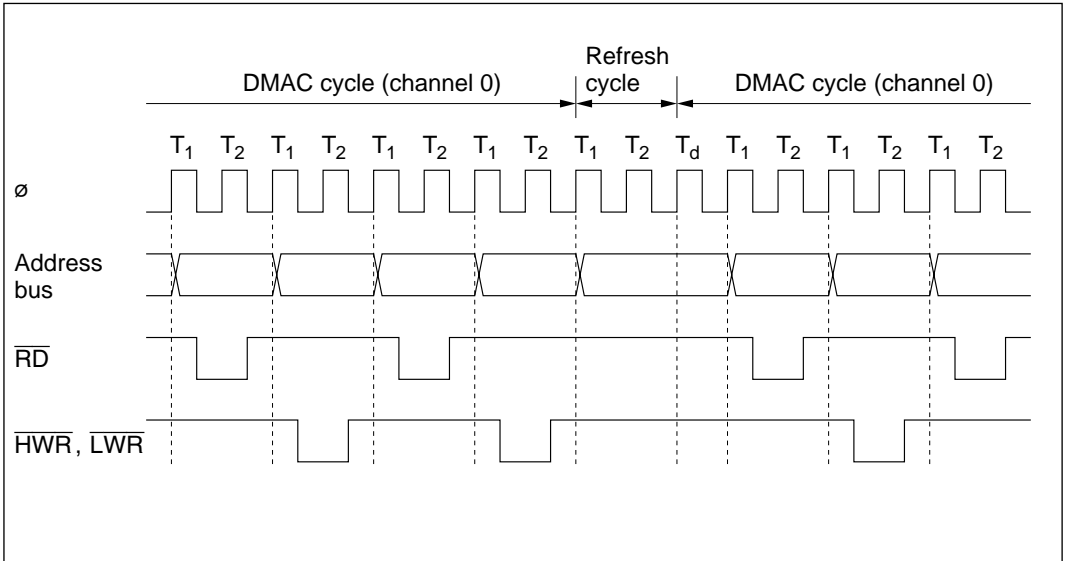 Refresh
DMAC cycle (channel 0) cycle DMAC cycle (channel 0)
T1 T2 T1 T2 T1 T2 T1 T2 T1 T2 Td T1 T2 T1 T2 T1 T2
ø
Address
bus
RD
HWR , LWR